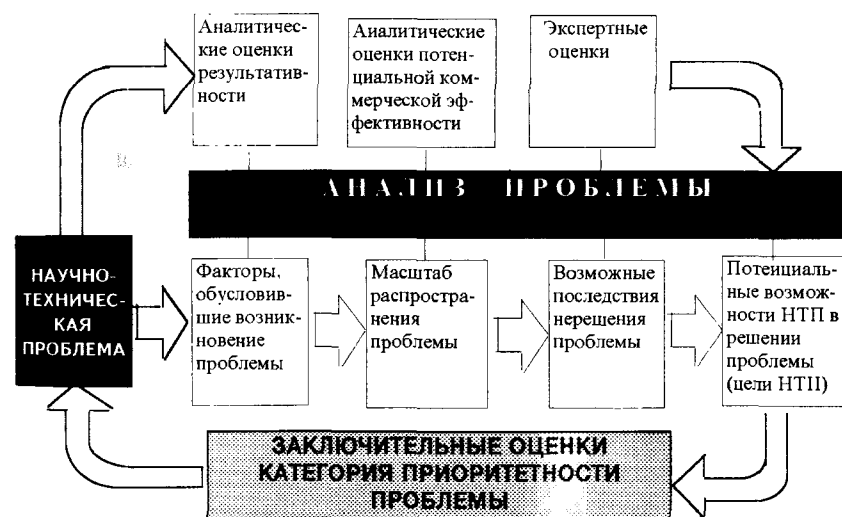 Аналитичес-
кие оценки
результатив-
ности
Аналитические
оценки потен-
циальной ком-
мерческой эф-
фективности
Экспертные
оценки
АНАЛИЗ ПРОБЛЕМЫ
НАУЧНО-
ТЕХНИЧЕС-
КАЯ
ПРОБЛЕМА
Факторы,
обусловив-
шие возник-
новение
проблемы
Масштаб
распростра-
нения
проблемы
Возможные
последствия
нерешения
проблемы
Потенциаль-
ные возмож-
ности НТП в
решении
проблемы
(цели НТП)
ЗАКЛЮЧИТЕЛЬНЫЕ ОЦЕНКИ
КАТЕГОРИЯ ПРИОРИТЕТНОСТИ
ПРОБЛЕМЫ